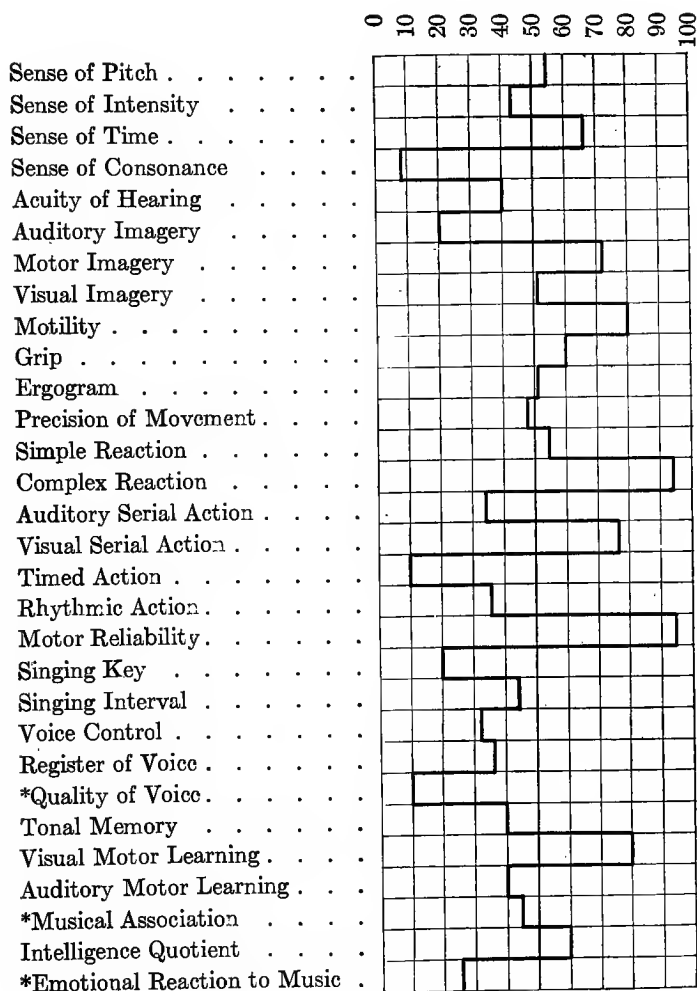 0 10 20 30 40 50 60 70 80 90 100
Sense of Pitch . . . . . . .
Sense of Intensity . . . . .
Sense of Time . . . . . . .
Sense of Consonance . . . .
Acuity of Hearing . . . . .
Auditory Imagery . . . . .
Motor Imagery . . . . . .
Visual Imagery . . . . . .
Motility . . . . . . . . .
Grip . . . . . . . . . .
Ergogram . . . . . . . .
Precision of Movement . . . .
Simple Reaction . . . . . .
Complex Reaction . . . . .
Auditory Serial Action . . . .
Visual Serial Action . . . . .
Timed Action . . . . . . .
Rhythmic Action . . . . . .
Motor Reliability . . . . . .
Singing Key . . . . . . .
Singing Interval . . . . . .
Voice Control . . . . . . .
Register of Voice . . . . . .
*Quality of Voice . . . . . .
Tonal Memory . . . . . .
Visual Motor Learning . . . .
Auditory Motor Learning . . .
*Musical Association . . . .
Intelligence Quotient . . . .
*Emotional Reaction to Music .